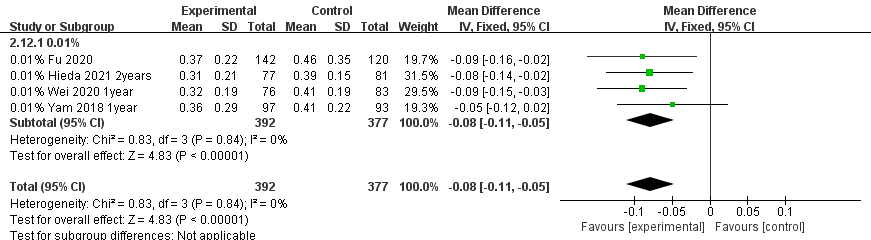 Experimental Control Mean Difference Mean Difference
Study or Subgroup Mean SD Total Mean SD Total Weight IV, Fixed, 95% CI IV, Fixed, 95% CI
2.12.1 0.01%
0.01% Fu 2020 0.37 0.22 142 0.46 0.35 120 19.7% -0.09 [-0.16, -0.02]
0.01% Hieda 2021 2years 0.31 0.21 77 0.39 0.15 81 31.5% -0.08 [-0.14, -0.02]
0.01% Wei 2020 1year 0.32 0.19 76 0.41 0.19 83 29.5% -0.09 [-0.15, -0.03]
0.01% Yam 2018 1year 0.36 0.29 97 0.41 0.22 93 19.3% -0.05 [-0.12, 0.02]
Subtotal (95% CI) 392 377 100.0% -0.08 [-0.11, -0.05]
Heterogeneity: Chi² = 0.83, df = 3 (P = 0.84); I² = 0%
Test for overall effect: Z = 4.83 (P < 0.00001)
Total (95% CI) 392 377 100.0% -0.08 [-0.11, -0.05]
Heterogeneity: Chi² = 0.83, df = 3 (P = 0.84); I² = 0%
Test for overall effect: Z = 4.83 (P < 0.00001)
Test for subgroup differences: Not applicable
-0.1 -0.05 0 0.05 0.1
Favours [experimental] Favours [control]